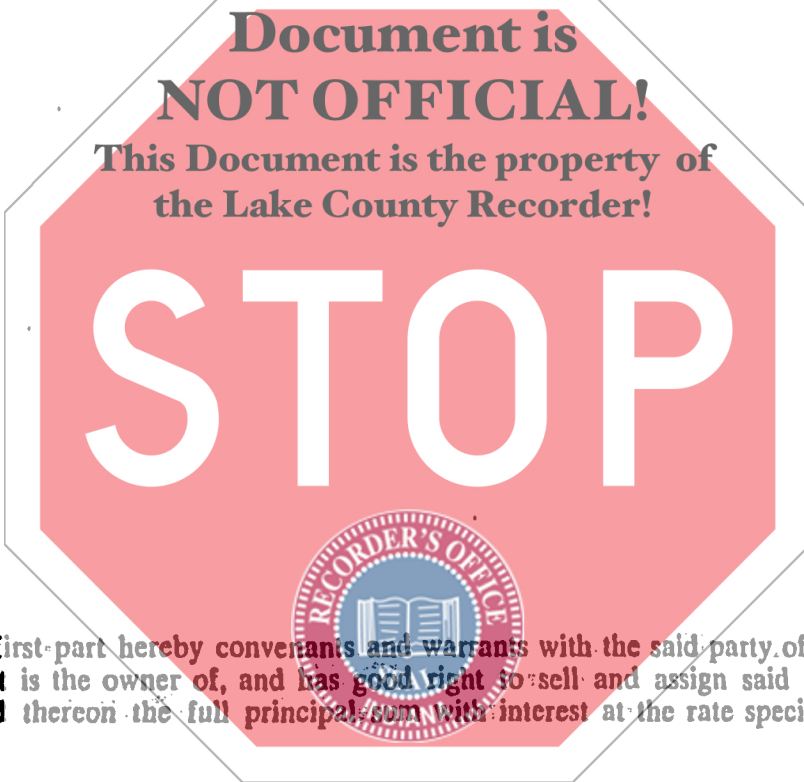 Document is
NOT OFFICIAL!
This Document is the property of
the Lake County Recorder!
STOP
RECORDER'S OFFICE
irst part hereby convenants and warrants with the said party of
is the owner of, and has good right to sell and assign said
thereon the full principal sum with interest at the rate speci